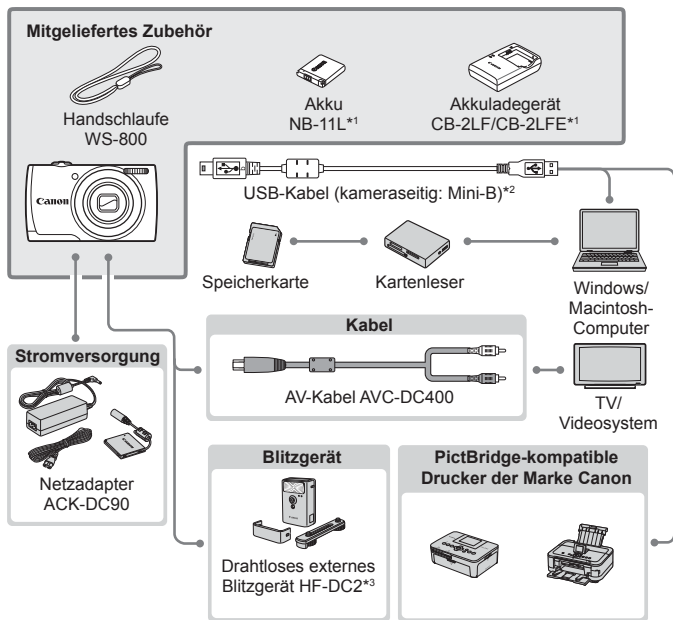 Mitgeliefertes Zubehör
Handschlaufe
WS-800
Akku
NB-11L*1
Akkuladegerät
CB-2LF/CB-2LFE*1
Canon
USB-Kabel (kameraseitig: Mini-B)*2
Speicherkarte
Kartenleser
Windows/
Macintosh-
Computer
Kabel
AV-Kabel AVC-DC400
TV/
Videosystem
Stromversorgung
Netzadapter
ACK-DC90
Blitzgerät
Drahtloses externes
Blitzgerät HF-DC2*3
PictBridge-kompatible
Drucker der Marke Canon